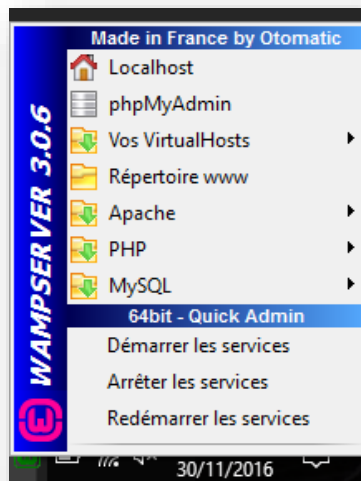 Made in France by Otomatic
WAMPSERVER 3.0.6
Localhost
phpMyAdmin
Vos VirtualHosts
Répertoire www
Apache
PHP
MySQL
64bit - Quick Admin
Démarrer les services
Arrêter les services
Redémarrer les services
30/11/2016